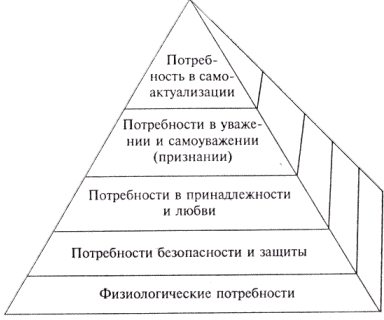 Потреб-
ность в само-
актуализации
Потребности в уваже-
нии и самоуважении
(признании)
Потребности в принадлежности
и любви
Потребности безопасности и защиты
Физиологические потребности